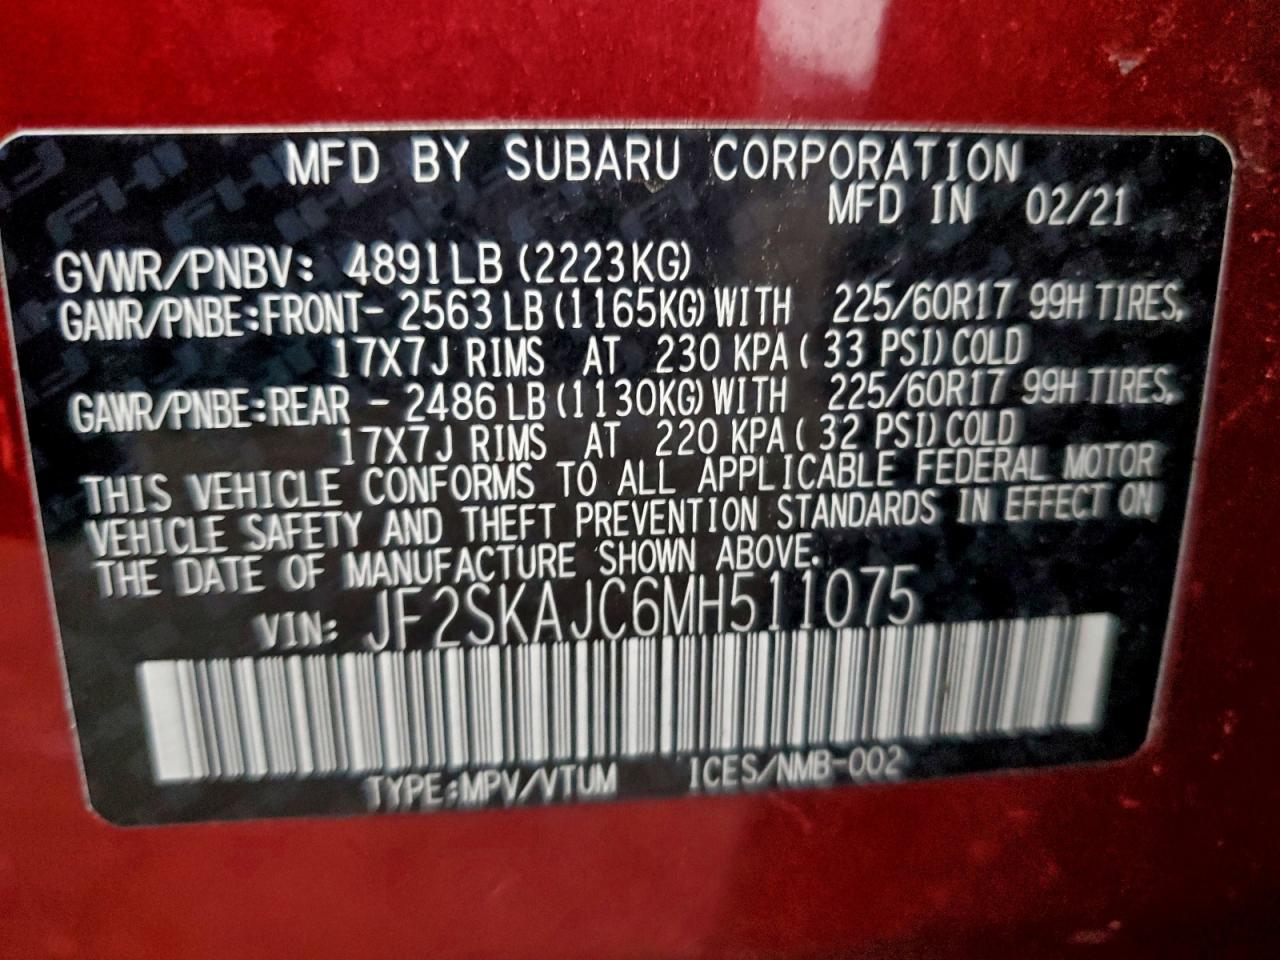 MFD BY SUBARU CORPORATION
MFD IN 02/21
GVWR/PNBV: 4891LB (2223KG)
GAWR/PNBE:FRONT- 2563 LB (1165KG) WITH 225/60R17 99H TIRES,
17X7J RIMS AT 230 KPA ( 33 PSI) COLD
GAWR/PNBE:REAR - 2486 LB (1130KG) WITH 225/60R17 99H TIRES,
17X7J RIMS AT 220 KPA ( 32 PSI) COLD
THIS VEHICLE CONFORMS TO ALL APPLICABLE FEDERAL MOTOR
VEHICLE SAFETY AND THEFT PREVENTION STANDARDS IN EFFECT ON
THE DATE OF MANUFACTURE SHOWN ABOVE.
VIN: JF2SKAJC6MH511075
TYPE:MPV/VTUM ICES/NMB-002